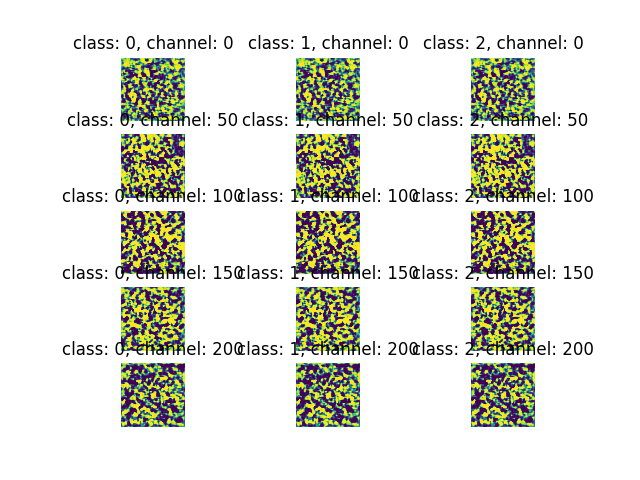 class: 0, channel: 0 class: 1, channel: 0 class: 2, channel: 0
class: 0, channel: 50 class: 1, channel: 50 class: 2, channel: 50
class: 0, channel: 100 class: 1, channel: 100 class: 2, channel: 100
class: 0, channel: 150 class: 1, channel: 150 class: 2, channel: 150
class: 0, channel: 200 class: 1, channel: 200 class: 2, channel: 200